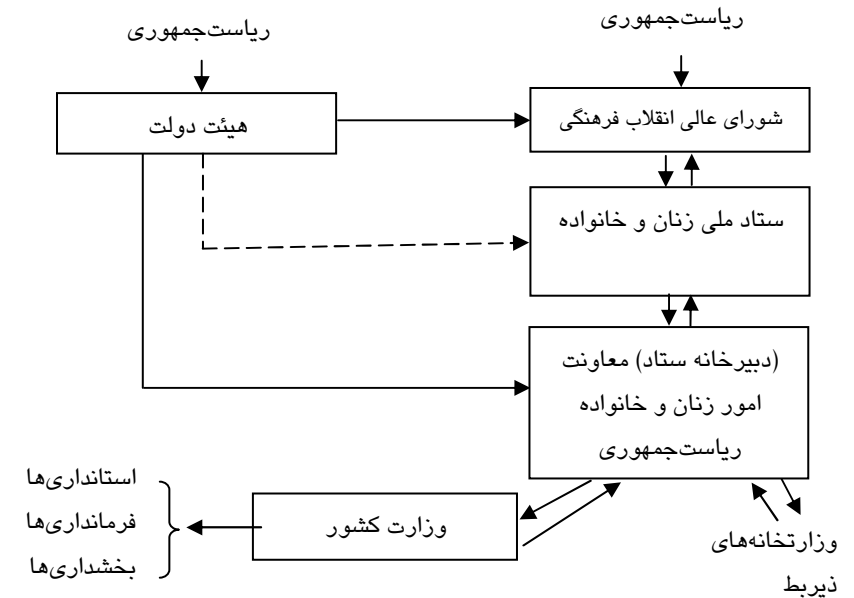 ریاست‌جمهوری
ریاست‌جمهوری
شورای عالی انقلاب فرهنگی
هیئت دولت
ستاد ملی زنان و خانواده
(دبیرخانه ستاد) معاونت
امور زنان و خانواده
ریاست‌جمهوری
وزارت کشور
استانداری‌ها
فرمانداری‌ها
بخشداری‌ها
وزارتخانه‌های
ذیربط